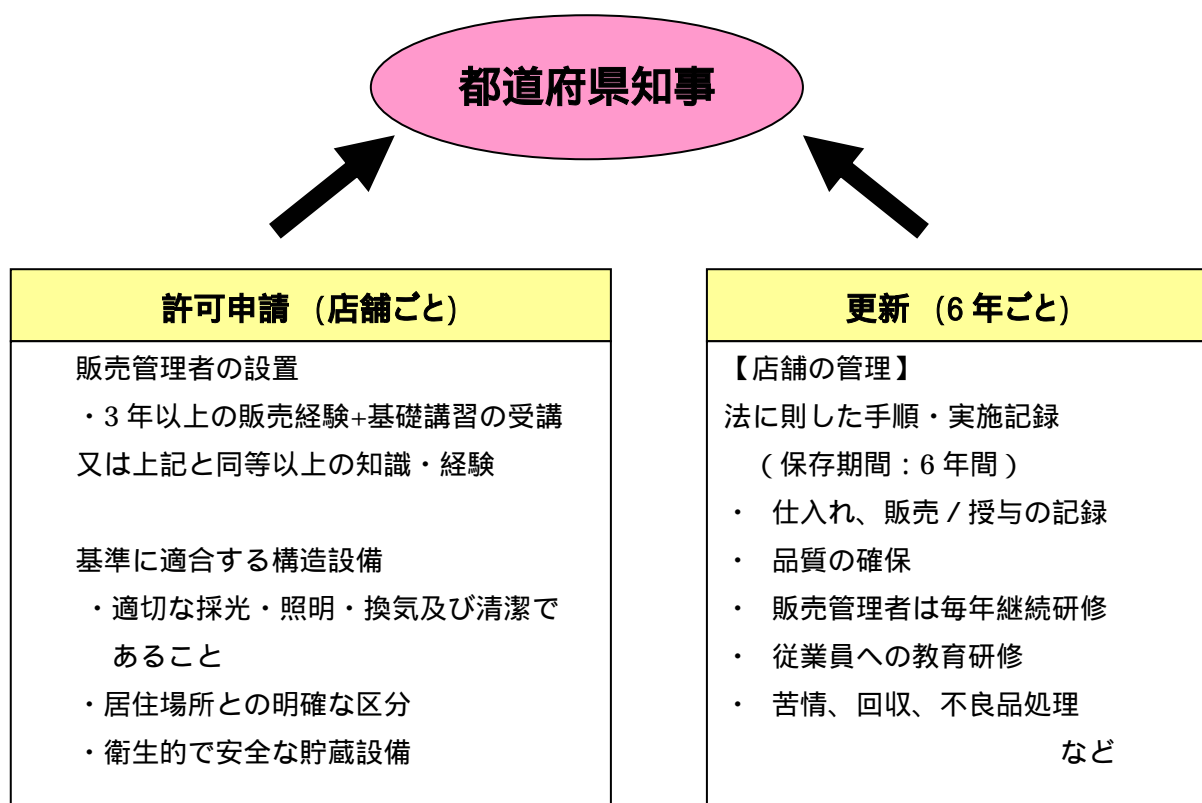 都道府県知事
許可申請 (店舗ごと)
販売管理者の設置
・3 年以上の販売経験+基礎講習の受講
又は上記と同等以上の知識・経験
基準に適合する構造設備
・適切な採光・照明・換気及び清潔で
あること
・居住場所との明確な区分
・衛生的で安全な貯蔵設備
更新 (6 年ごと)
【店舗の管理】
法に則した手順・実施記録
(保存期間:6 年間)
・ 仕入れ、販売/授与の記録
・ 品質の確保
・ 販売管理者は毎年継続研修
・ 従業員への教育研修
・ 苦情、回収、不良品処理
など